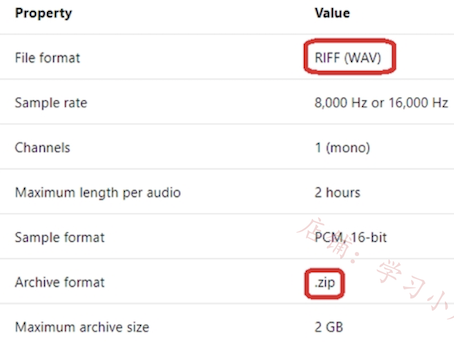 Property Value
File format RIFF (WAV)
Sample rate 8,000 Hz or 16,000 Hz
Channels 1 (mono)
Maximum length per audio 2 hours
Sample format PCM, 16-bit
Archive format .zip
Maximum archive size 2 GB
店铺：学习小